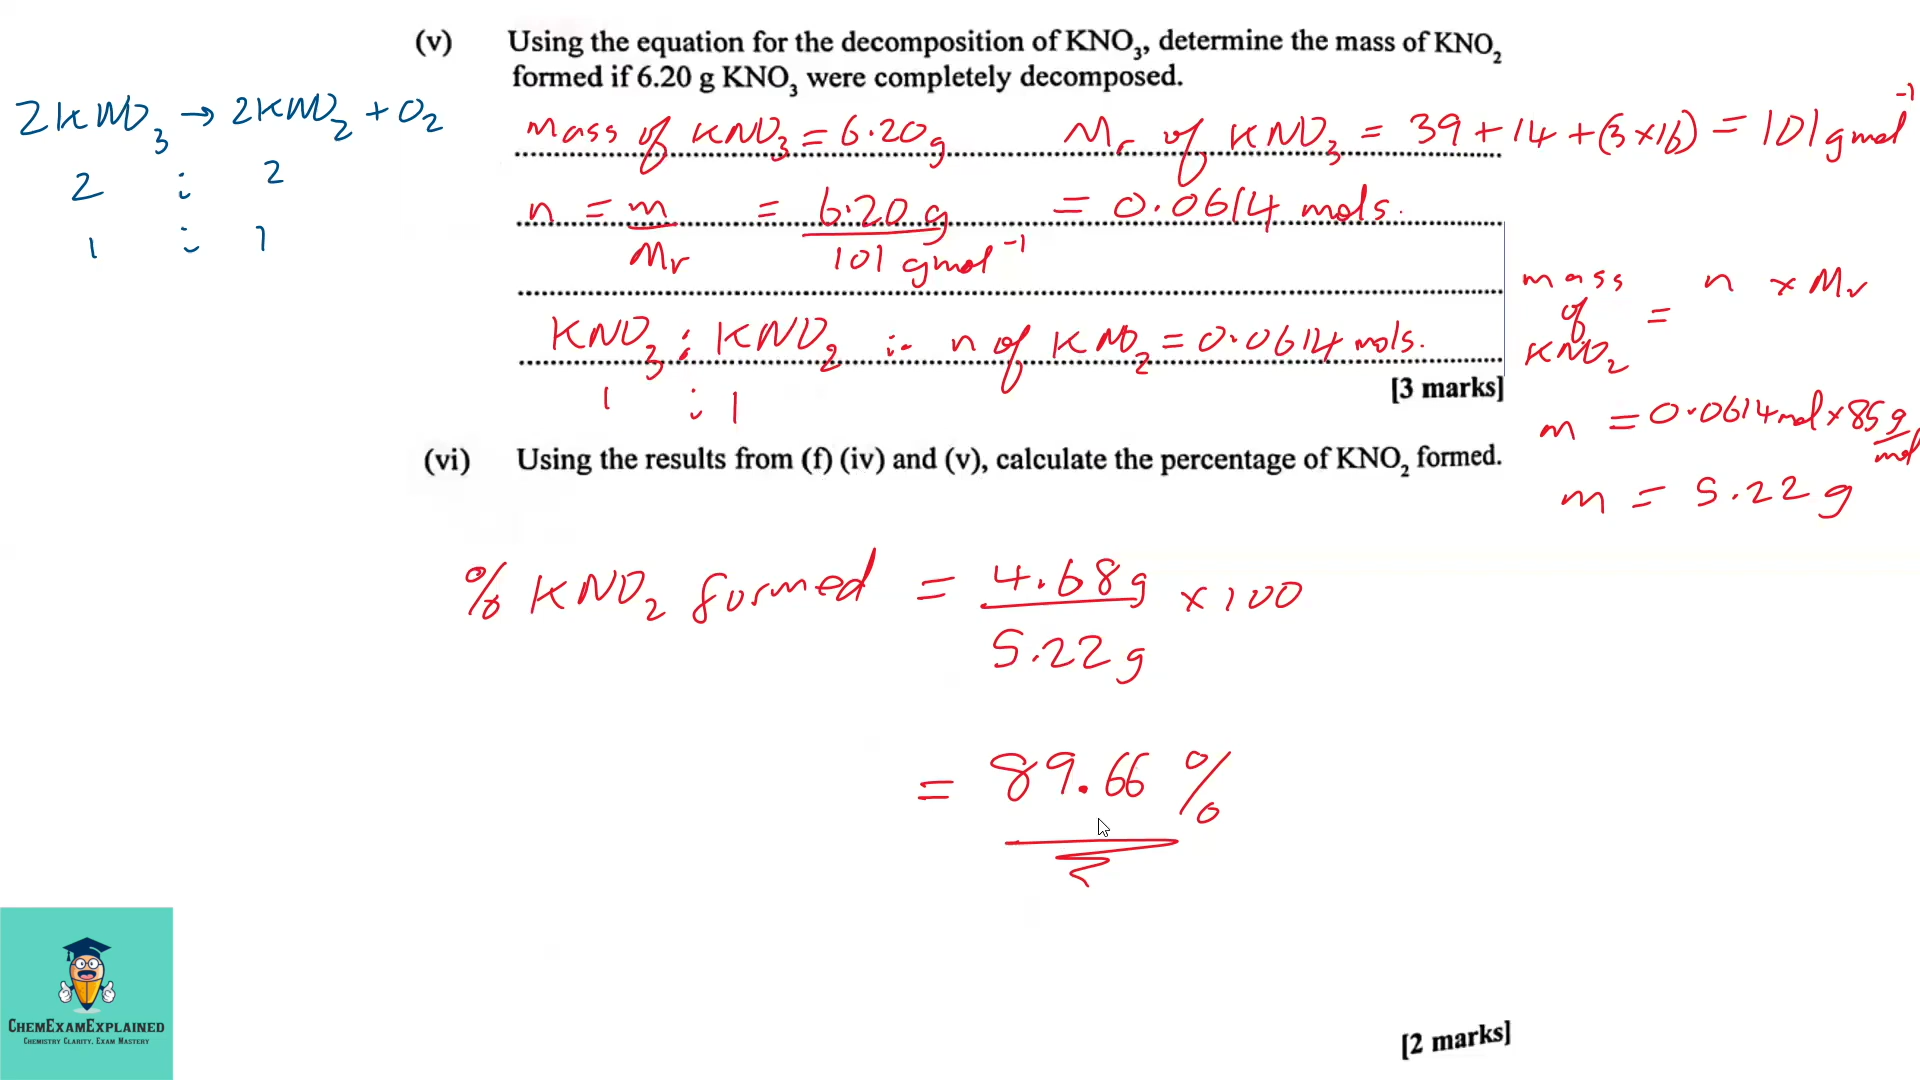 (v) Using the equation for the decomposition of KNO₃, determine the mass of KNO₂
formed if 6.20 g KNO₃ were completely decomposed.
2KNO₃ → 2KNO₂ + O₂
2 : 2
1 : 1
mass of KNO₃ = 6.20g Mr of KNO₃ = 39 + 14 + (3 x 16) = 101 gmol⁻¹
n = m/Mr = 6.20 g/101 gmol⁻¹ = 0.0614 mols.
KNO₃ : KNO₂ ∴ n of KNO₂ = 0.0614 mols.
1 : 1
[3 marks]
mass of KNO₂ = n x Mr
m = 0.0614 mol x 85 g/mol
m = 5.22 g
(vi) Using the results from (f) (iv) and (v), calculate the percentage of KNO₂ formed.
% KNO₂ formed = 4.68g/5.22g x 100
= 89.66 %
[2 marks]
CHEMEXAMEXPLAINED
CHEMISTRY CLARITY, EXAM MASTERY